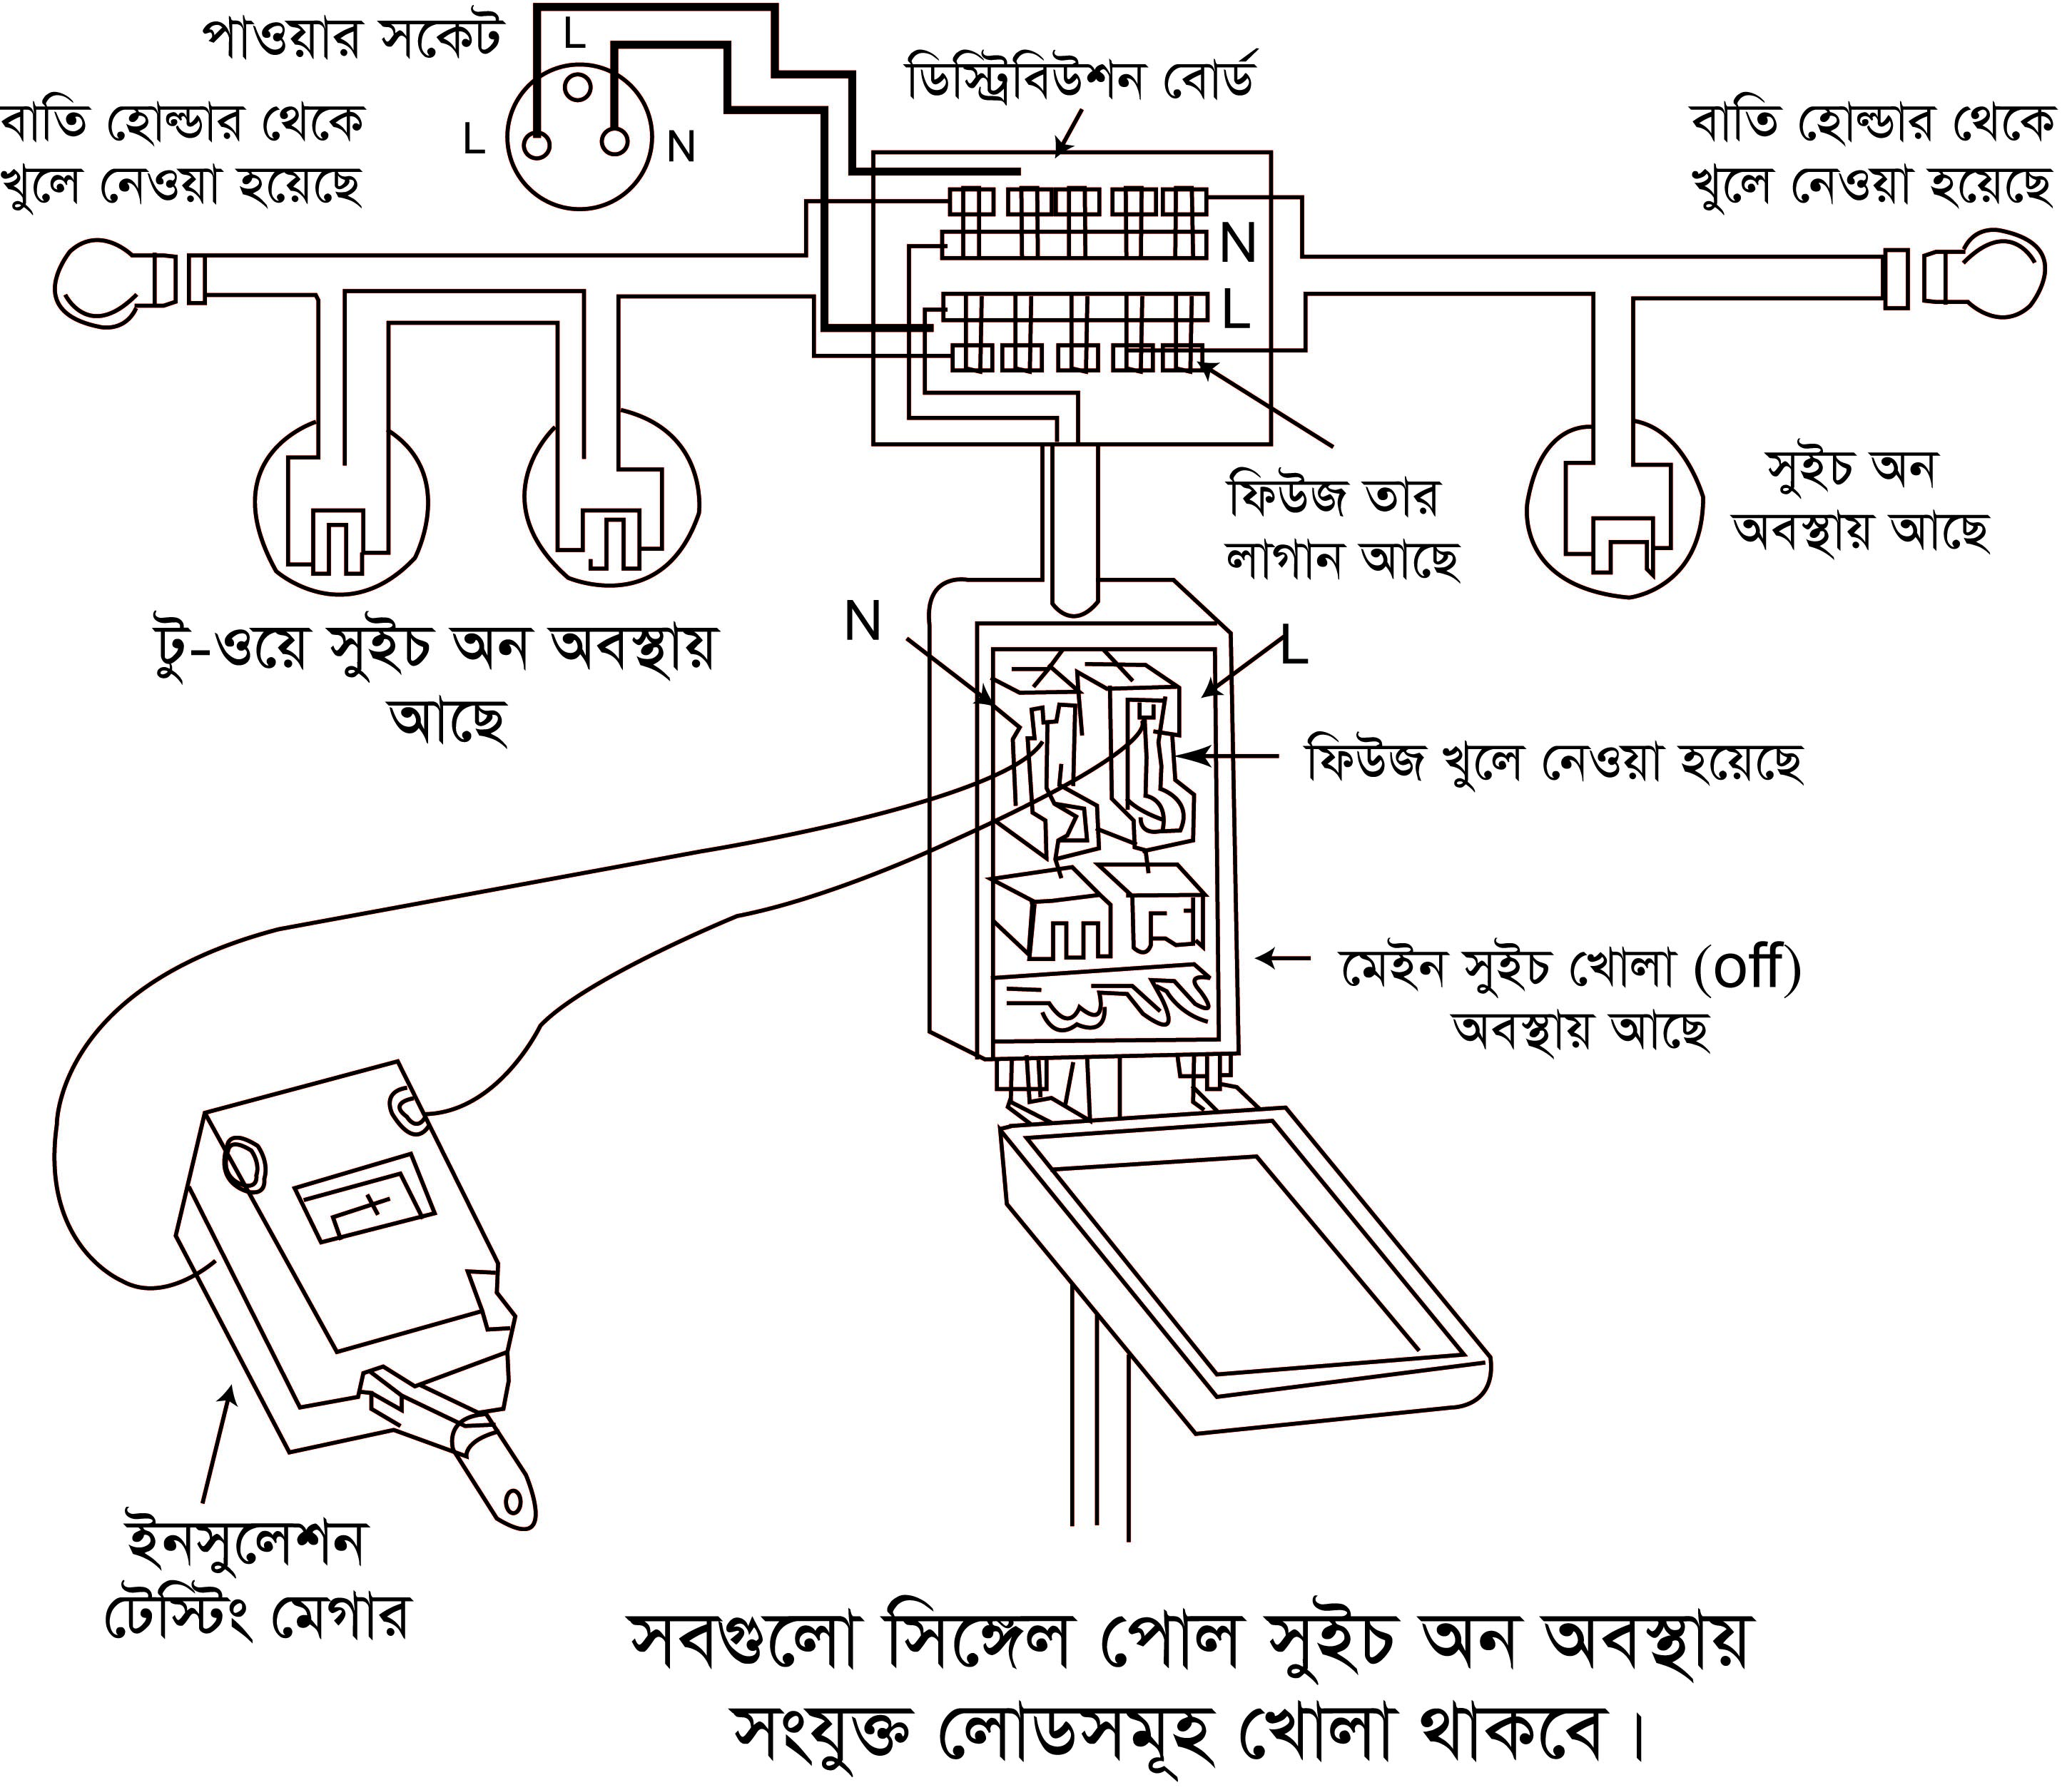 পাওয়ার সকেট
L
ডিস্ট্রিবিউশন বোর্ড
বাতি হোল্ডার থেকে
খুলে নেওয়া হয়েছে
L
N
বাতি হোল্ডার থেকে
খুলে নেওয়া হয়েছে
N
L
ফিউজ তার
লাগান আছে
সুইচ অন
অবস্থায় আছে
টু-ওয়ে সুইচ অন অবস্থায়
আছে
N
L
ফিউজ খুলে নেওয়া হয়েছে
মেইন সুইচ খোলা (off)
অবস্থায় আছে
ইনসুলেশন
টেস্টিং মেগার
সবগুলো সিঙ্গেল পোল সুইচ অন অবস্থায়
সংযুক্ত লোডসমূহ খোলা থাকবে।